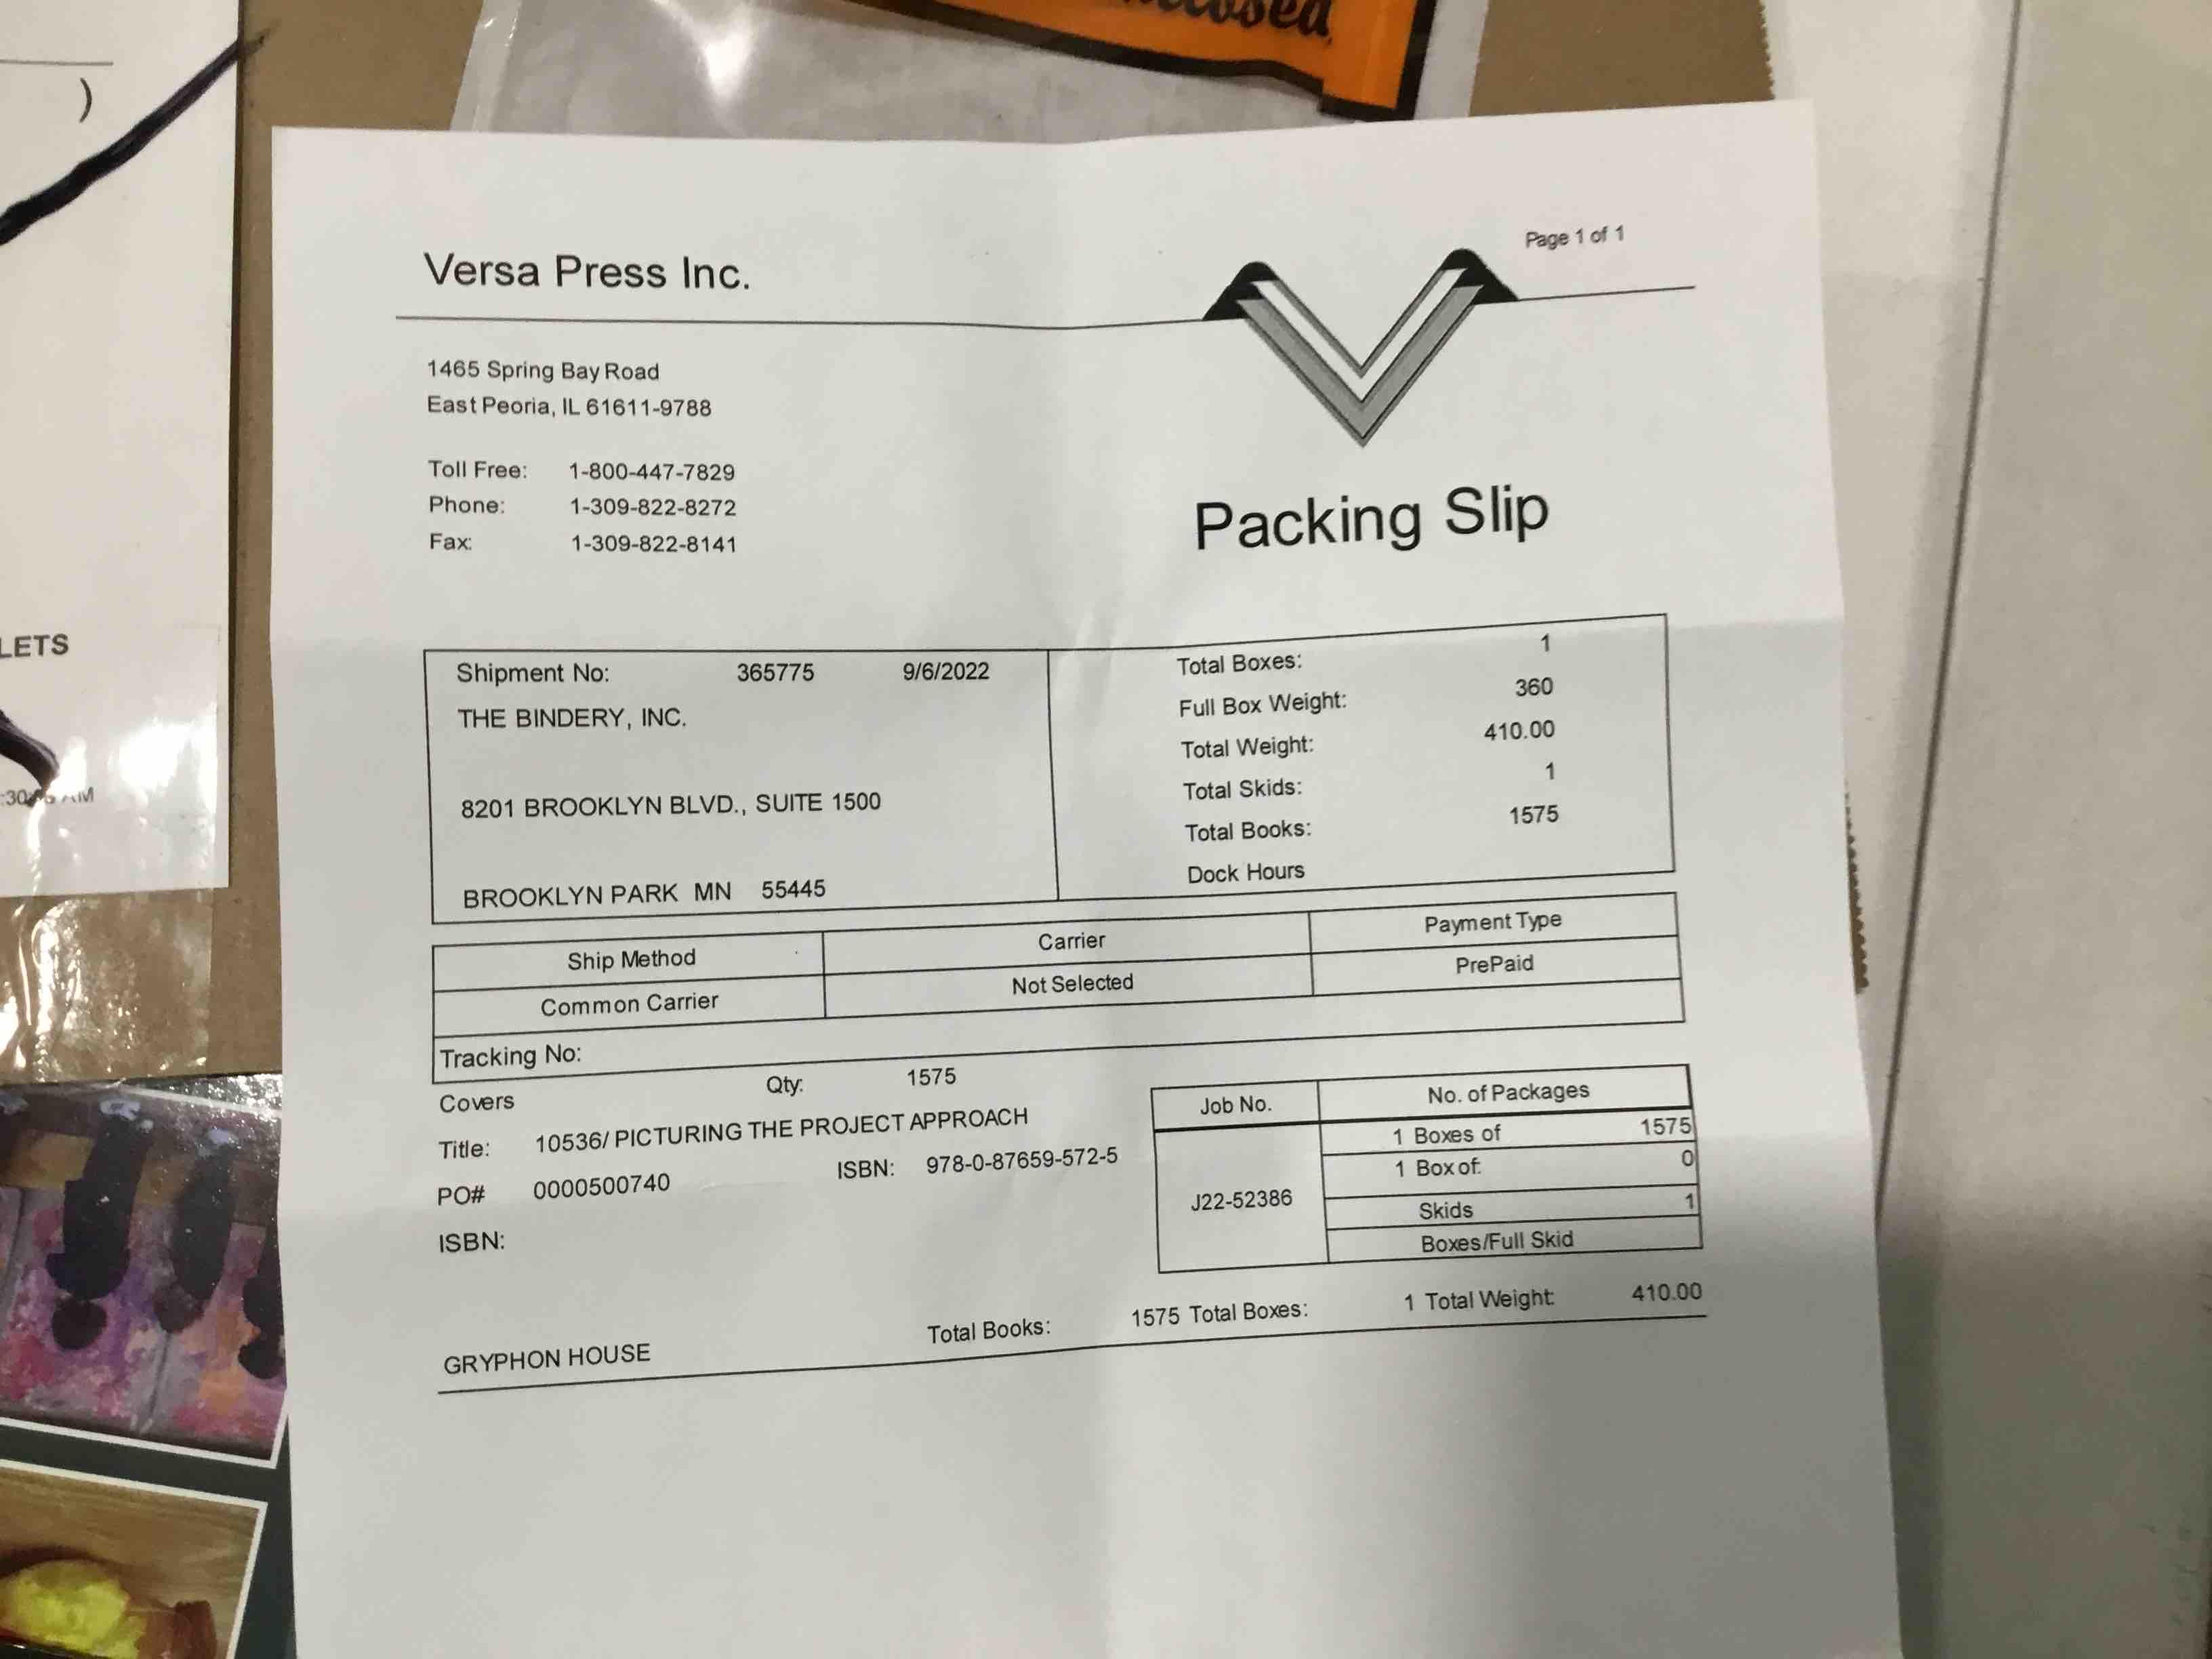 closed
)
LETS
Versa Press Inc.
Page 1 of 1
1465 Spring Bay Road
East Peoria, IL 61611-9788
Toll Free: 1-800-447-7829
Phone: 1-309-822-8272
Fax: 1-309-822-8141
Packing Slip
Shipment No: 365775 9/6/2022
THE BINDERY, INC.
8201 BROOKLYN BLVD., SUITE 1500
BROOKLYN PARK MN 55445
Total Boxes: 1
Full Box Weight: 360
Total Weight: 410.00
Total Skids: 1
Total Books: 1575
Dock Hours
Ship Method Carrier Payment Type
Common Carrier Not Selected PrePaid
Tracking No:
Covers Qty: 1575
Title: 10536/ PICTURING THE PROJECT APPROACH
PO# 0000500740 ISBN: 978-0-87659-572-5
ISBN:
Job No. No. of Packages
J22-52386
1 Boxes of 1575
1 Box of: 0
Skids 1
Boxes/Full Skid
GRYPHON HOUSE Total Books: 1575 Total Boxes: 1 Total Weight: 410.00